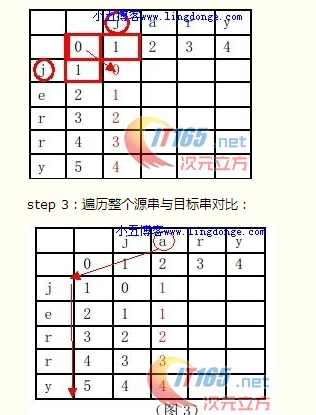 小五博客 www.lingdonge.com
j a r y
0 1 2 3 4
j 1 0
e 2 1
r 3 2
r 4 3
y 5 4
IT165.net
次元立方
step 3：遍历整个源串与目标串对比：
小五博客 www.lingdonge.com
j a r y
0 1 2 3 4
j 1 0 1
e 2 1 1
r 3 2 2
r 4 3 3
y 5 4 4
IT165.net
次元立方
(图 3)